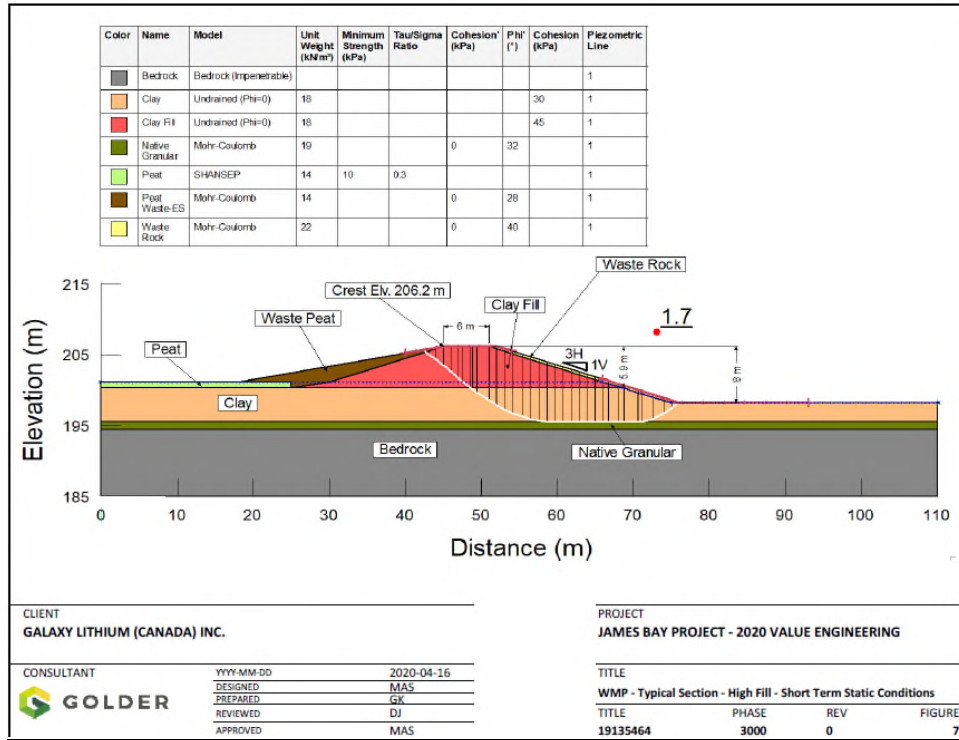 Color Name Model Unit Weight (kN/m³) Minimum Strength (kPa) Tau/Sigma Ratio Cohesion' (kPa) Phi' (°) Cohesion (kPa) Piezometric Line
Bedrock Bedrock (Impenetrable) 1
Clay Undrained (Phi=0) 18 30 1
Clay Fill Undrained (Phi=0) 18 45 1
Native Granular Mohr-Coulomb 19 0 32 1
Peat SHANSEP 14 10 0.3 1
Peat Waste-ES Mohr-Coulomb 14 0 28 1
Waste Rock Mohr-Coulomb 22 0 40 1
Waste Rock
Crest Elv. 206.2 m
Clay Fill
Waste Peat
6 m
1.7
Peat
3H
1V
5.9 m
8 m
Clay
Bedrock
Native Granular
Elevation (m)
215
205
195
185
0 10 20 30 40 50 60 70 80 90 100 110
Distance (m)
CLIENT
GALAXY LITHIUM (CANADA) INC.
PROJECT
JAMES BAY PROJECT - 2020 VALUE ENGINEERING
CONSULTANT
GOLDER
YYYY-MM-DD 2020-04-16
DESIGNED MAS
PREPARED GK
REVIEWED DJ
APPROVED MAS
TITLE
WMP - Typical Section - High Fill - Short Term Static Conditions
TITLE PHASE REV FIGURE
19135464 3000 0 7